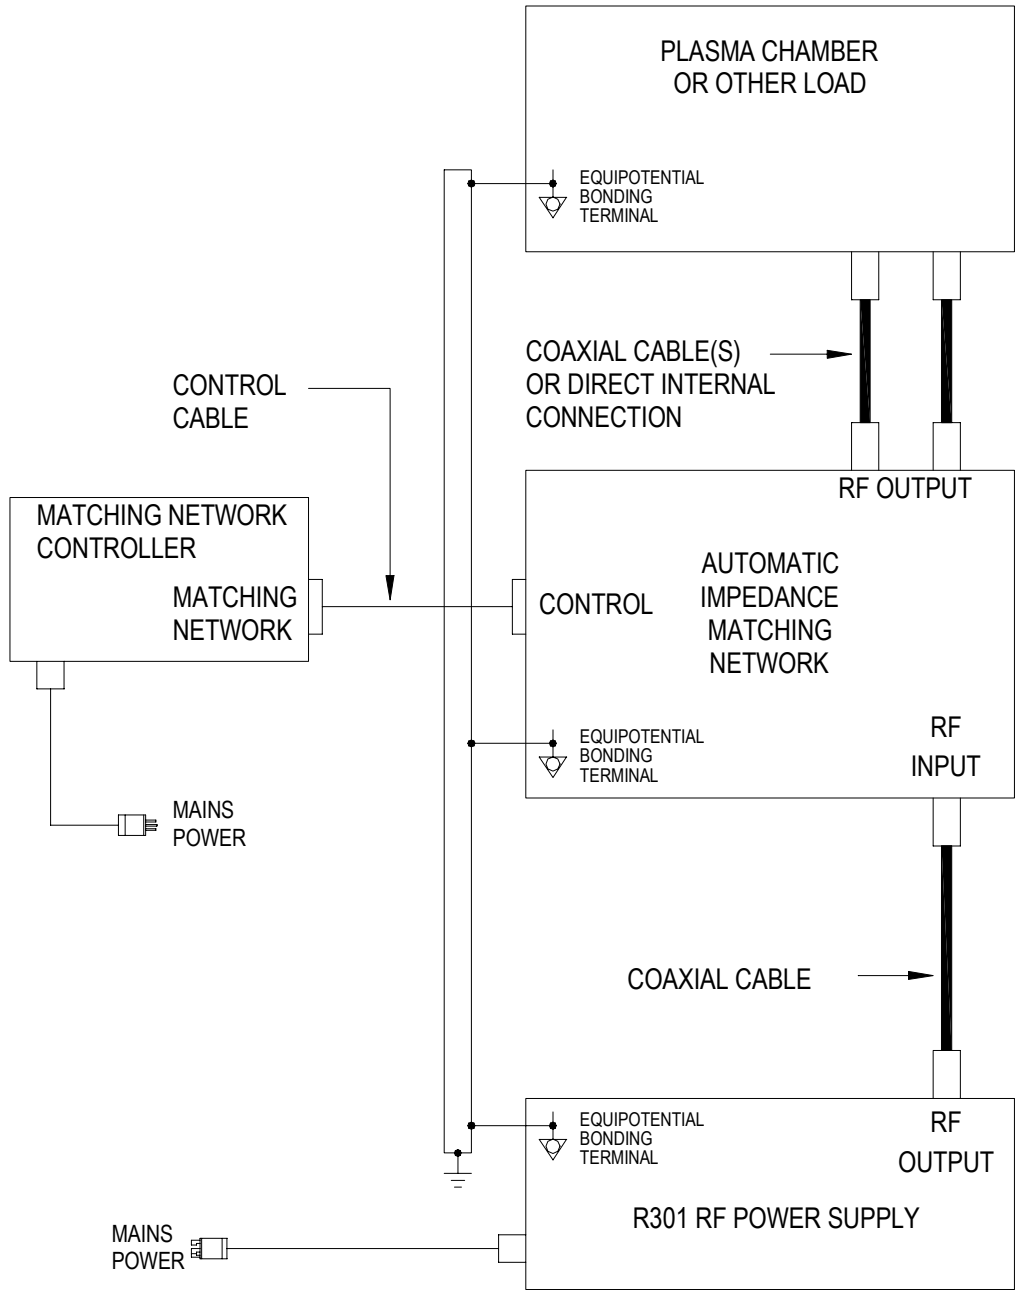 PLASMA CHAMBER
OR OTHER LOAD
EQUIPOTENTIAL
BONDING
TERMINAL
COAXIAL CABLE(S)
OR DIRECT INTERNAL
CONNECTION
CONTROL
CABLE
RF OUTPUT
MATCHING NETWORK
CONTROLLER
MATCHING
NETWORK
CONTROL
AUTOMATIC
IMPEDANCE
MATCHING
NETWORK
RF
INPUT
EQUIPOTENTIAL
BONDING
TERMINAL
MAINS
POWER
COAXIAL CABLE
EQUIPOTENTIAL
BONDING
TERMINAL
RF
OUTPUT
R301 RF POWER SUPPLY
MAINS
POWER